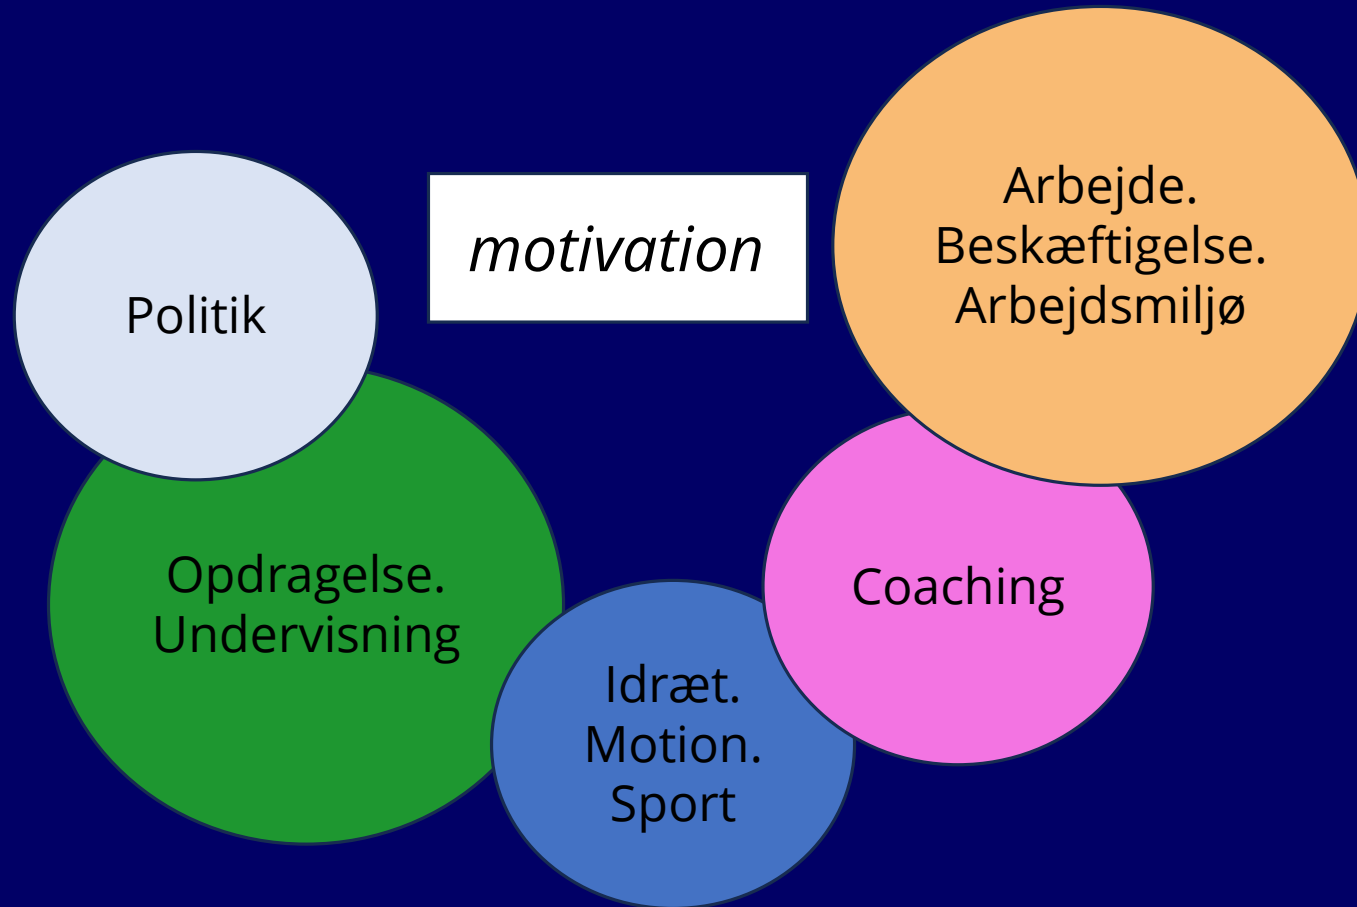 motivation
Politik
Arbejde.
Beskæftigelse.
Arbejdsmiljø
Opdragelse.
Undervisning
Idræt.
Motion.
Sport
Coaching